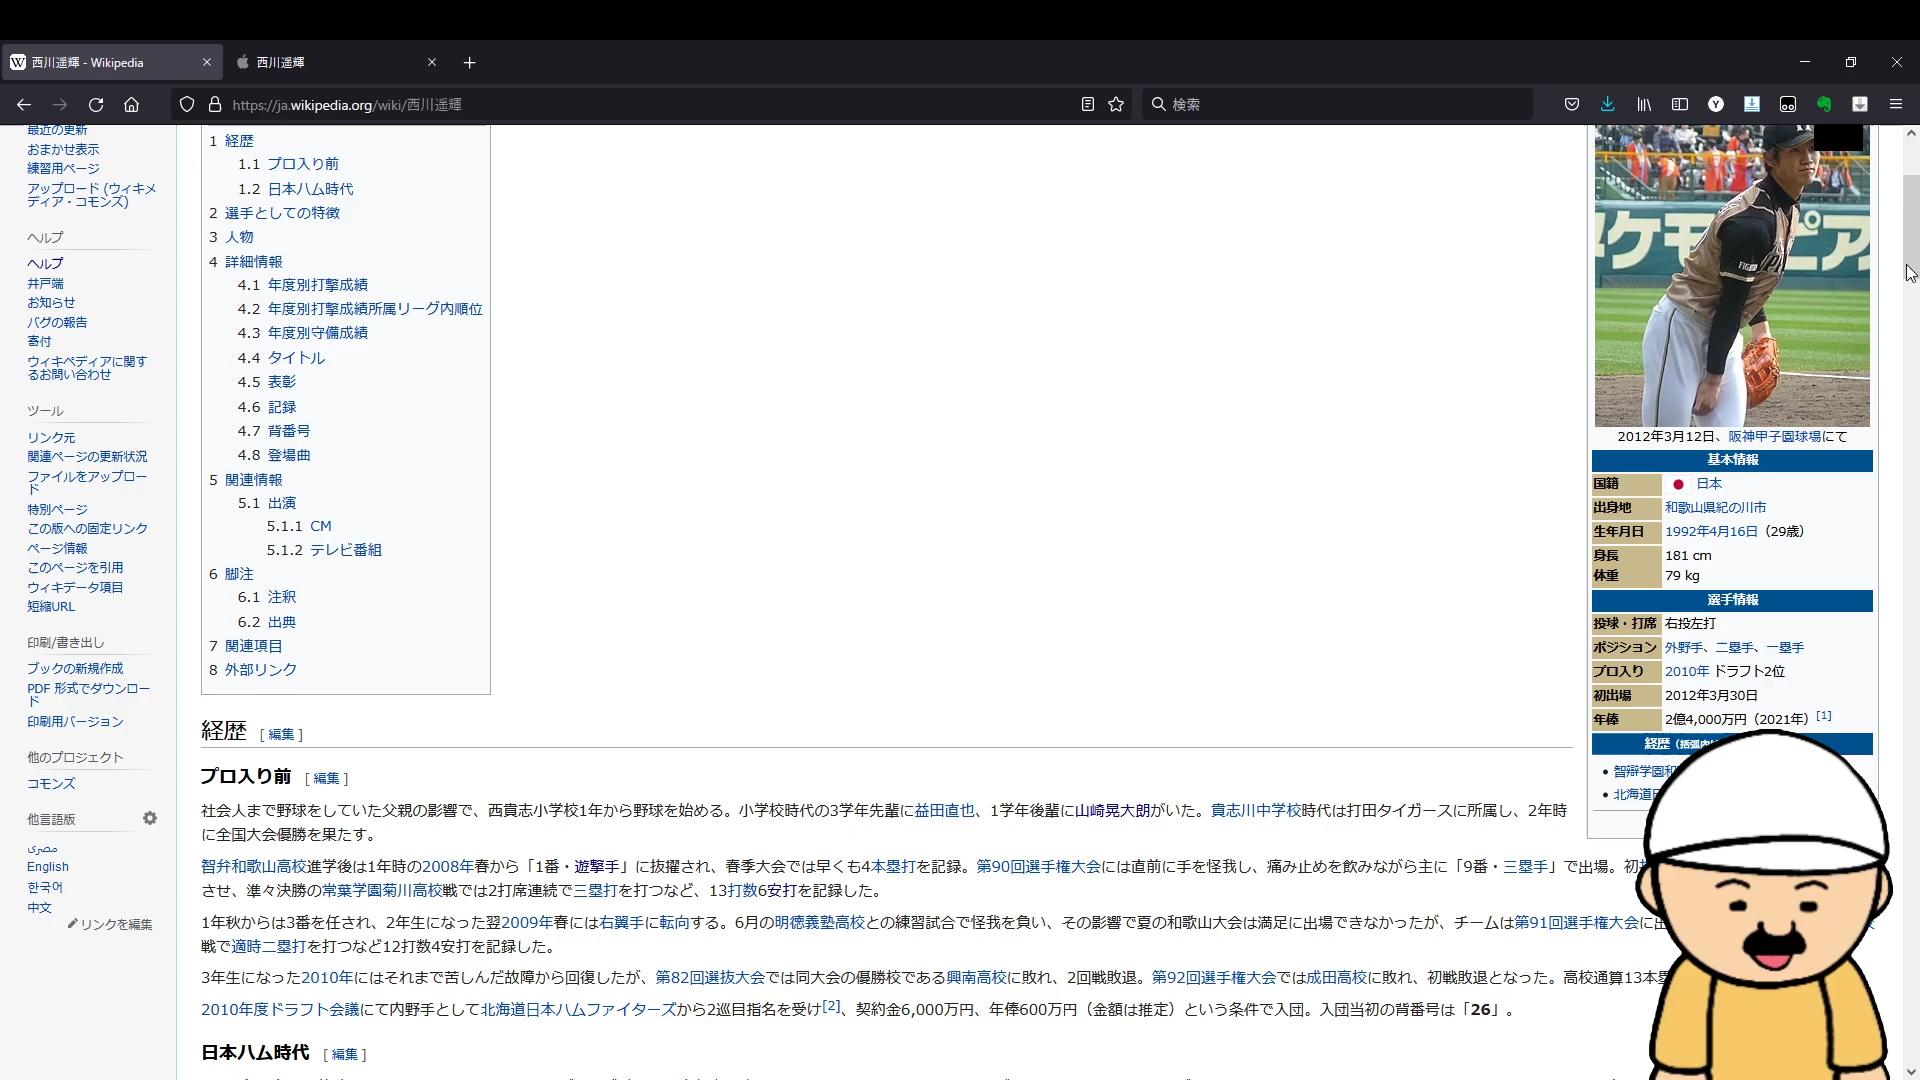 西川遥輝 - Wikipedia
西川遥輝
https://ja.wikipedia.org/wiki/西川遥輝
検索
最近の更新
おまかせ表示
練習用ページ
アップロード (ウィキメ
ディア・コモンズ)
ヘルプ
ヘルプ
井戸端
お知らせ
バグの報告
寄付
ウィキペディアに関す
るお問い合わせ
ツール
リンク元
関連ページの更新状況
ファイルをアップロー
ド
特別ページ
この版への固定リンク
ページ情報
このページを引用
ウィキデータ項目
短縮URL
印刷/書き出し
ブックの新規作成
PDF 形式でダウンロー
ド
印刷用バージョン
他のプロジェクト
コモンズ
他言語版
مصرى
English
한국어
中文
リンクを編集
1 経歴
1.1 プロ入り前
1.2 日本ハム時代
2 選手としての特徴
3 人物
4 詳細情報
4.1 年度別打撃成績
4.2 年度別打撃成績所属リーグ内順位
4.3 年度別守備成績
4.4 タイトル
4.5 表彰
4.6 記録
4.7 背番号
4.8 登場曲
5 関連情報
5.1 出演
5.1.1 CM
5.1.2 テレビ番組
6 脚注
6.1 注釈
6.2 出典
7 関連項目
8 外部リンク
経歴 [ 編集 ]
プロ入り前 [ 編集 ]
社会人まで野球をしていた父親の影響で、西貴志小学校1年から野球を始める。小学校時代の3学年先輩に益田直也、1学年後輩に山崎晃大朗がいた。貴志川中学校時代は打田タイガースに所属し、2年時
に全国大会優勝を果たす。
智弁和歌山高校進学後は1年時の2008年春から「1番・遊撃手」に抜擢され、春季大会では早くも4本塁打を記録。第90回選手権大会には直前に手を怪我し、痛み止めを飲みながら主に「9番・三塁手」で出場。初
させ、準々決勝の常葉学園菊川高校戦では2打席連続で三塁打を打つなど、13打数6安打を記録した。
1年秋からは3番を任され、2年生になった翌2009年春には右翼手に転向する。6月の明徳義塾高校との練習試合で怪我を負い、その影響で夏の和歌山大会は満足に出場できなかったが、チームは第91回選手権大会に出
戦で適時二塁打を打つなど12打数4安打を記録した。
3年生になった2010年にはそれまで苦しんだ故障から回復したが、第82回選抜大会では同大会の優勝校である興南高校に敗れ、2回戦敗退。第92回選手権大会では成田高校に敗れ、初戦敗退となった。高校通算13本塁
2010年度ドラフト会議にて内野手として北海道日本ハムファイターズから2巡目指名を受け[2]、契約金6,000万円、年俸600万円（金額は推定）という条件で入団。入団当初の背番号は「26」。
日本ハム時代 [ 編集 ]
2012年3月12日、阪神甲子園球場にて
基本情報
国籍 日本
出身地 和歌山県紀の川市
生年月日 1992年4月16日（29歳）
身長 181 cm
体重 79 kg
選手情報
投球・打席 右投左打
ポジション 外野手、二塁手、一塁手
プロ入り 2010年 ドラフト2位
初出場 2012年3月30日
年俸 2億4,000万円（2021年）[1]
経歴
智辯学園和
北海道